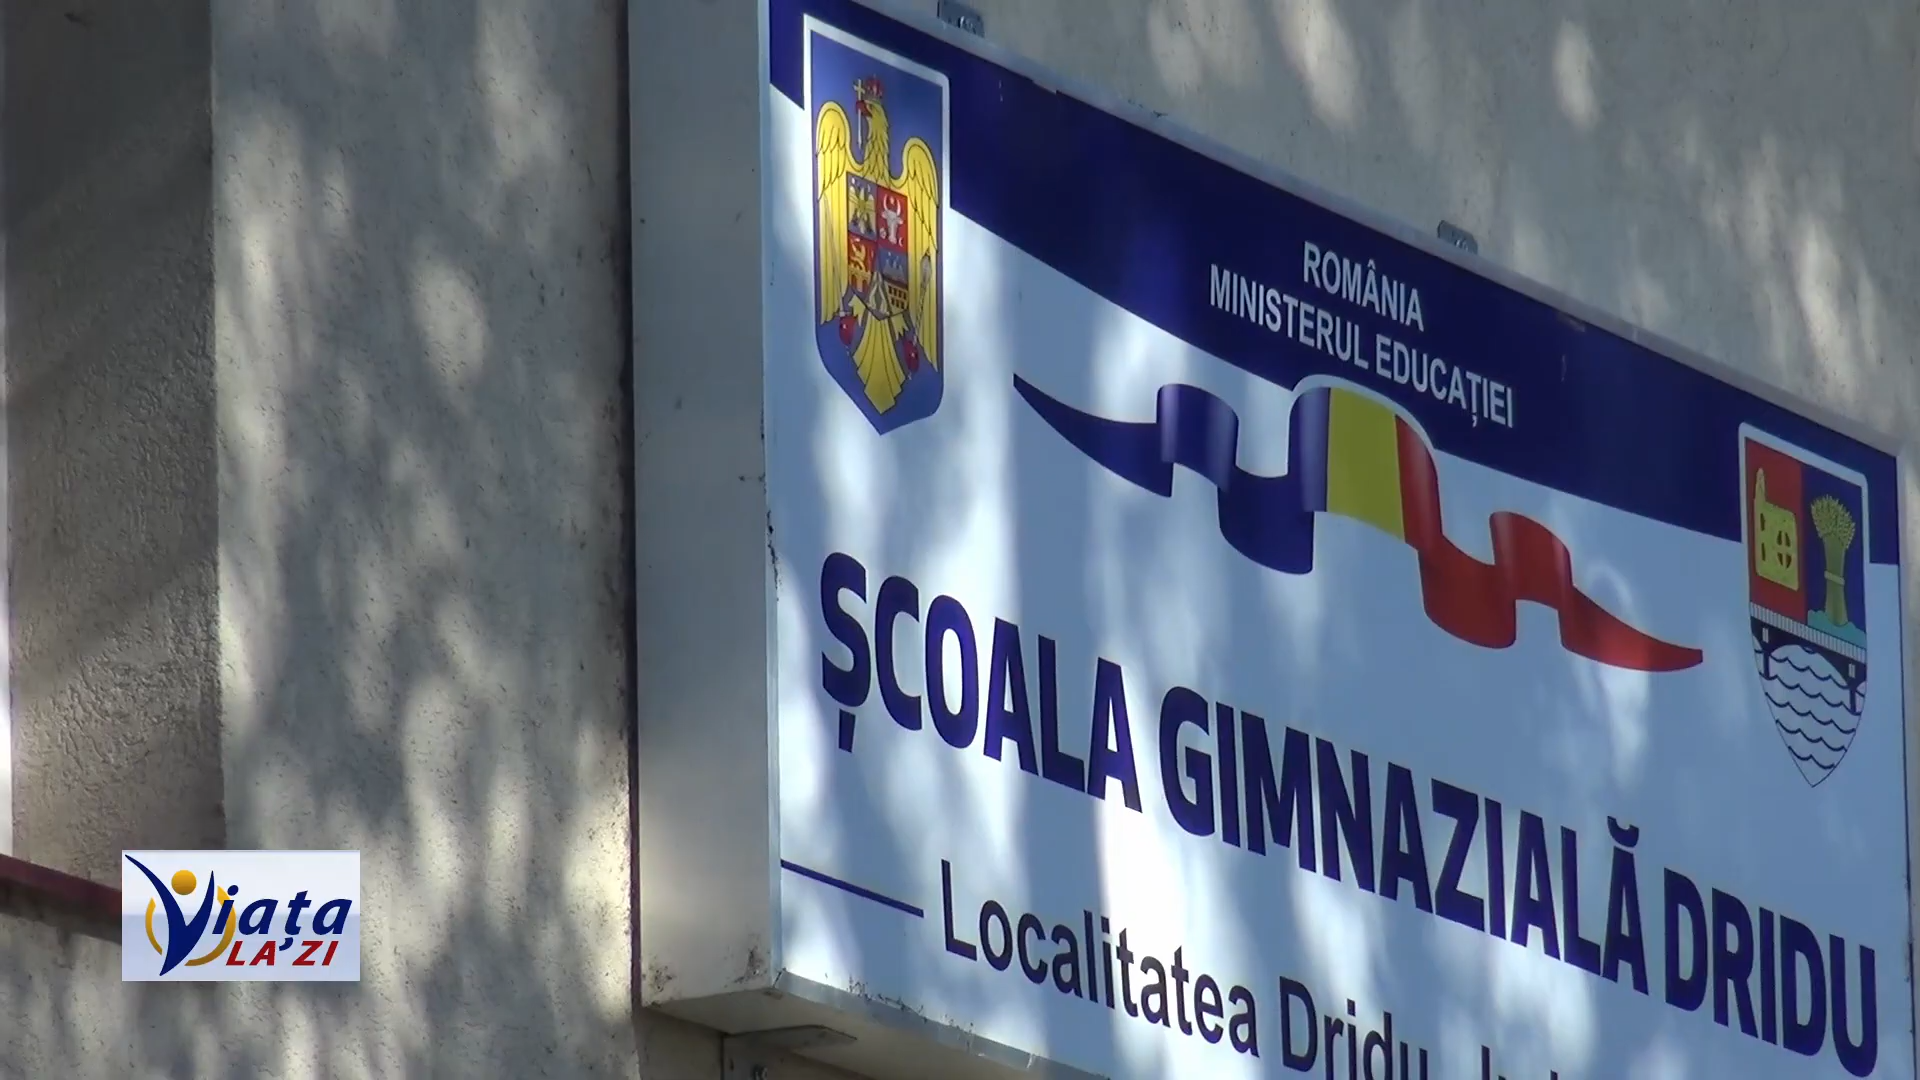 ROMÂNIA
MINISTERUL EDUCAȚIEI
ȘCOALA GIMNAZIALĂ DRIDU
Localitatea Dridu
Viața
LA ZI